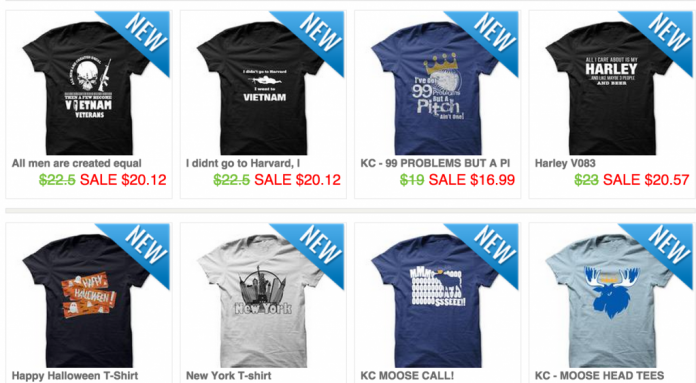 NEW
NEW
NEW
NEW
THEN A FEW BECOME
VIETNAM
VETERANS
I didn't go to Harvard
I went to
VIETNAM
I've got
99
Problems
But A
Pitch
ain't one!
ALL I CARE ABOUT IS MY
HARLEY
AND LIKE MAYBE 3 PEOPLE
AND BEER
All men are created equal
I didnt go to Harvard, I
KC - 99 PROBLEMS BUT A PI
Harley V083
$22.5 SALE $20.12
$22.5 SALE $20.12
$19 SALE $16.99
$23 SALE $20.57
NEW
NEW
NEW
NEW
HAPPY
HALLOWEEN!
New York
Happy Halloween T-Shirt
New York T-shirt
KC MOOSE CALL!
KC - MOOSE HEAD TEES